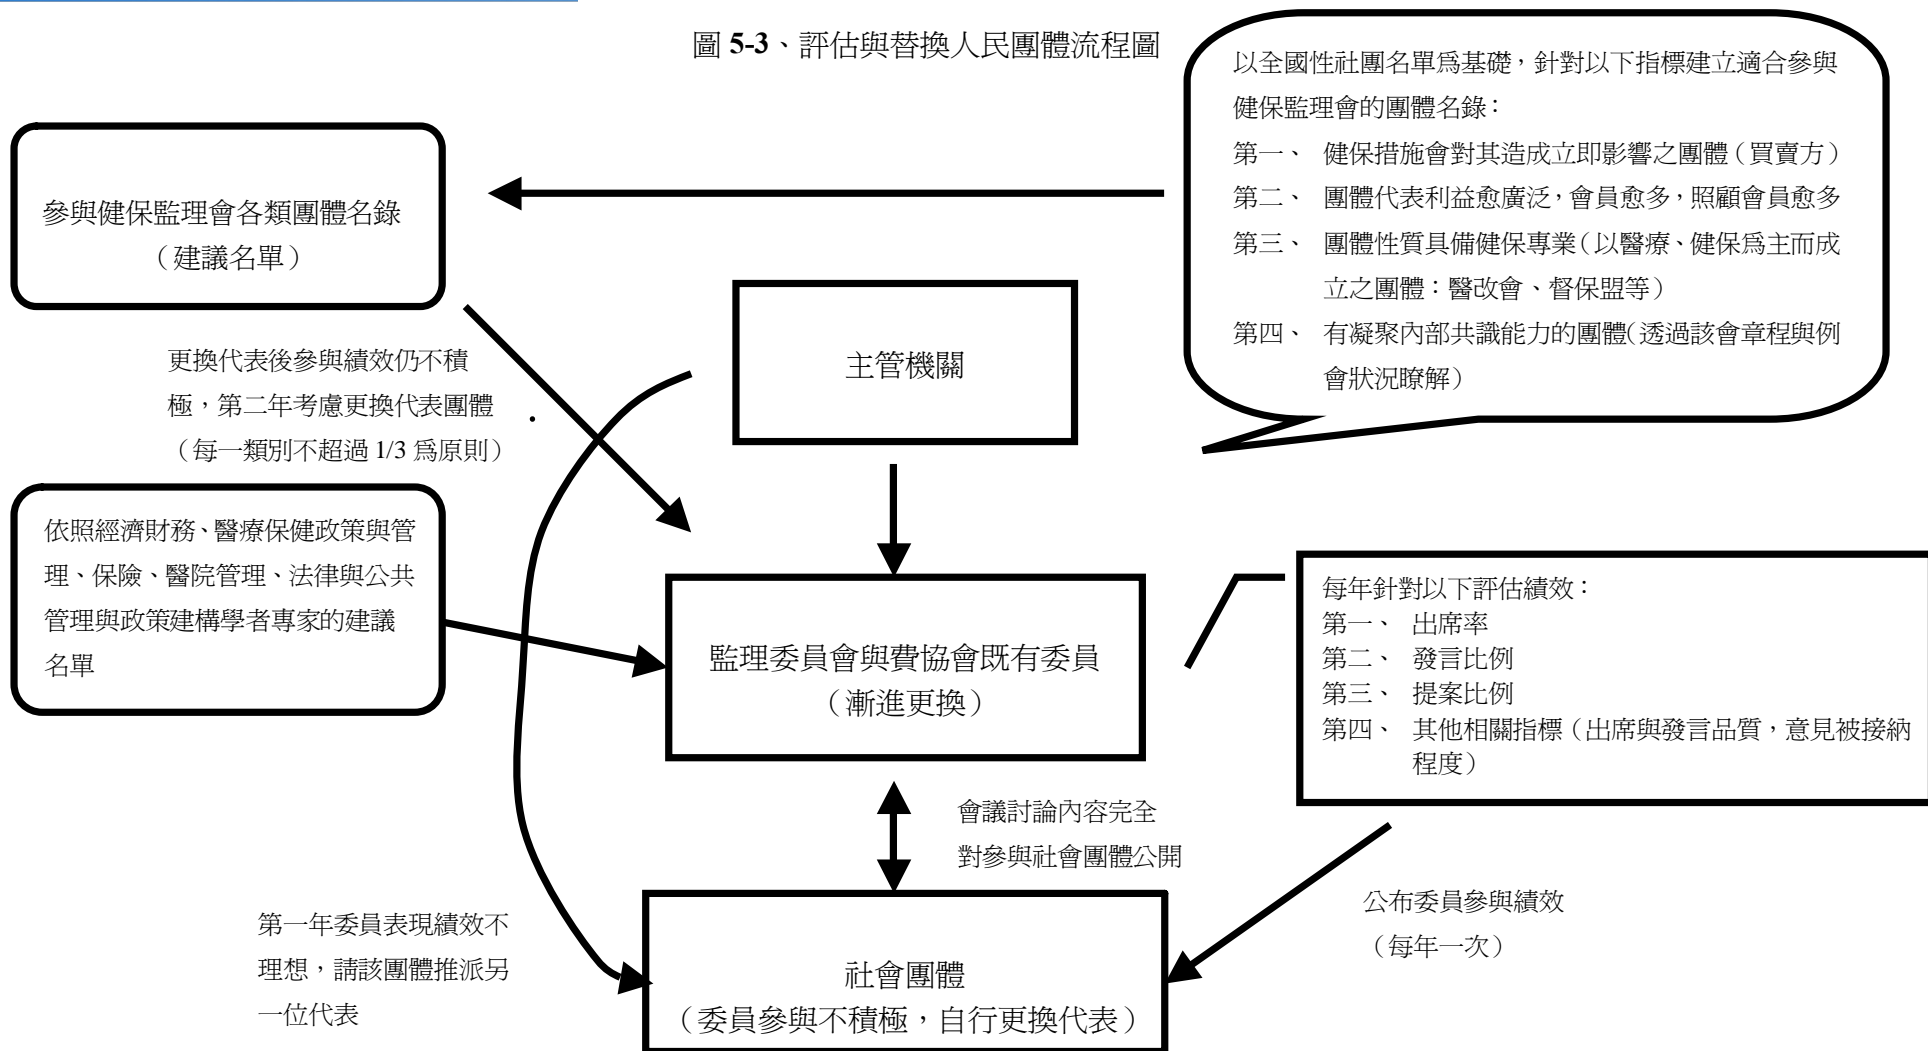 圖 5-3、評估與替換人民團體流程圖
以全國性社團名單為基礎，針對以下指標建立適合參與
健保監理會的團體名錄：
第一、 健保措施會對其造成立即影響之團體（買賣方）
第二、 團體代表利益愈廣泛，會員愈多，照顧會員愈多
第三、 團體性質具備健保專業（以醫療、健保為主而成
立之團體：醫改會、督保盟等）
第四、 有凝聚內部共識能力的團體（透過該會章程與例
會狀況瞭解）
參與健保監理會各類團體名錄
（建議名單）
主管機關
更換代表後參與績效仍不積
極，第二年考慮更換代表團體
（每一類別不超過 1/3 為原則）
.
依照經濟財務、醫療保健政策與管
理、保險、醫院管理、法律與公共
管理與政策建構學者專家的建議
名單
監理委員會與費協會既有委員
（漸進更換）
每年針對以下評估績效：
第一、 出席率
第二、 發言比例
第三、 提案比例
第四、 其他相關指標（出席與發言品質，意見被接納
程度）
會議討論內容完全
對參與社會團體公開
公布委員參與績效
（每年一次）
第一年委員表現績效不
理想，請該團體推派另
一位代表
社會團體
（委員參與不積極，自行更換代表）